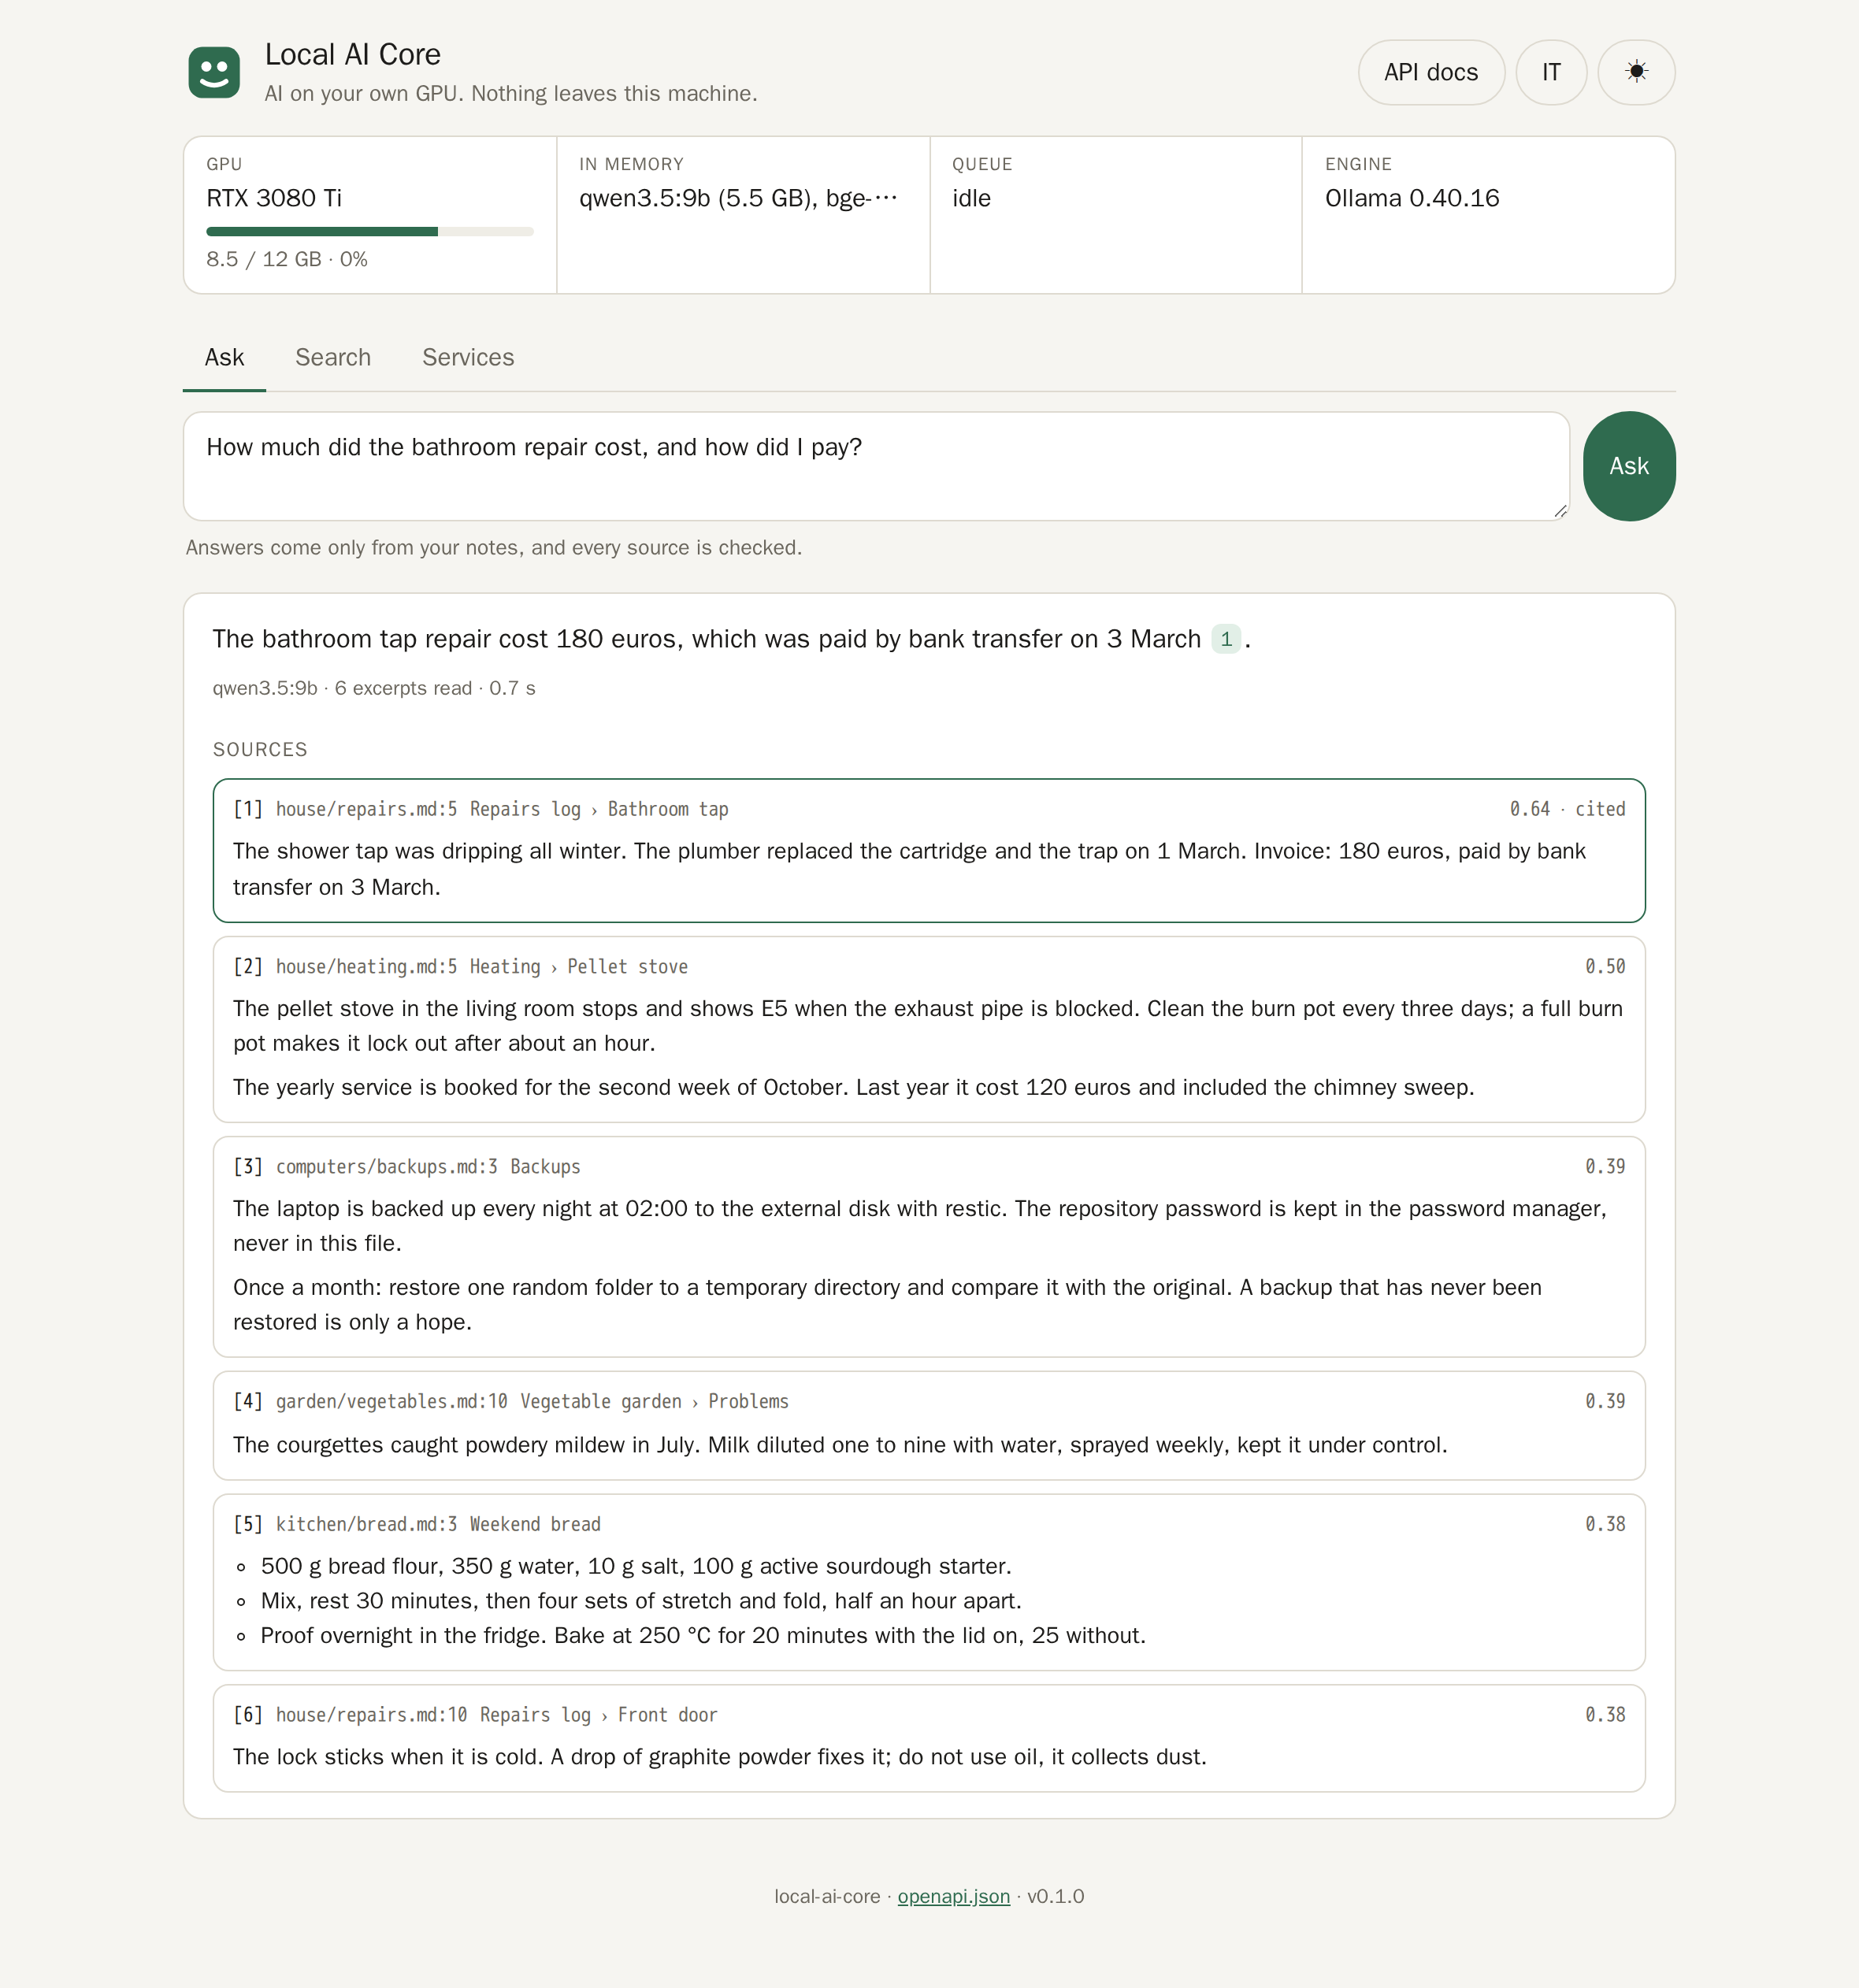 Local AI Core
AI on your own GPU. Nothing leaves this machine.
API docs
IT
GPU
RTX 3080 Ti
8.5 / 12 GB · 0%
IN MEMORY
qwen3.5:9b (5.5 GB), bge-…
QUEUE
idle
ENGINE
Ollama 0.40.16
Ask
Search
Services
How much did the bathroom repair cost, and how did I pay?
Ask
Answers come only from your notes, and every source is checked.
The bathroom tap repair cost 180 euros, which was paid by bank transfer on 3 March 1.
qwen3.5:9b · 6 excerpts read · 0.7 s
SOURCES
[1] house/repairs.md:5 Repairs log › Bathroom tap 0.64 · cited
The shower tap was dripping all winter. The plumber replaced the cartridge and the trap on 1 March. Invoice: 180 euros, paid by bank
transfer on 3 March.
[2] house/heating.md:5 Heating › Pellet stove 0.50
The pellet stove in the living room stops and shows E5 when the exhaust pipe is blocked. Clean the burn pot every three days; a full burn
pot makes it lock out after about an hour.
The yearly service is booked for the second week of October. Last year it cost 120 euros and included the chimney sweep.
[3] computers/backups.md:3 Backups 0.39
The laptop is backed up every night at 02:00 to the external disk with restic. The repository password is kept in the password manager,
never in this file.
Once a month: restore one random folder to a temporary directory and compare it with the original. A backup that has never been
restored is only a hope.
[4] garden/vegetables.md:10 Vegetable garden › Problems 0.39
The courgettes caught powdery mildew in July. Milk diluted one to nine with water, sprayed weekly, kept it under control.
[5] kitchen/bread.md:3 Weekend bread 0.38
500 g bread flour, 350 g water, 10 g salt, 100 g active sourdough starter.
Mix, rest 30 minutes, then four sets of stretch and fold, half an hour apart.
Proof overnight in the fridge. Bake at 250 °C for 20 minutes with the lid on, 25 without.
[6] house/repairs.md:10 Repairs log › Front door 0.38
The lock sticks when it is cold. A drop of graphite powder fixes it; do not use oil, it collects dust.
local-ai-core · openapi.json · v0.1.0